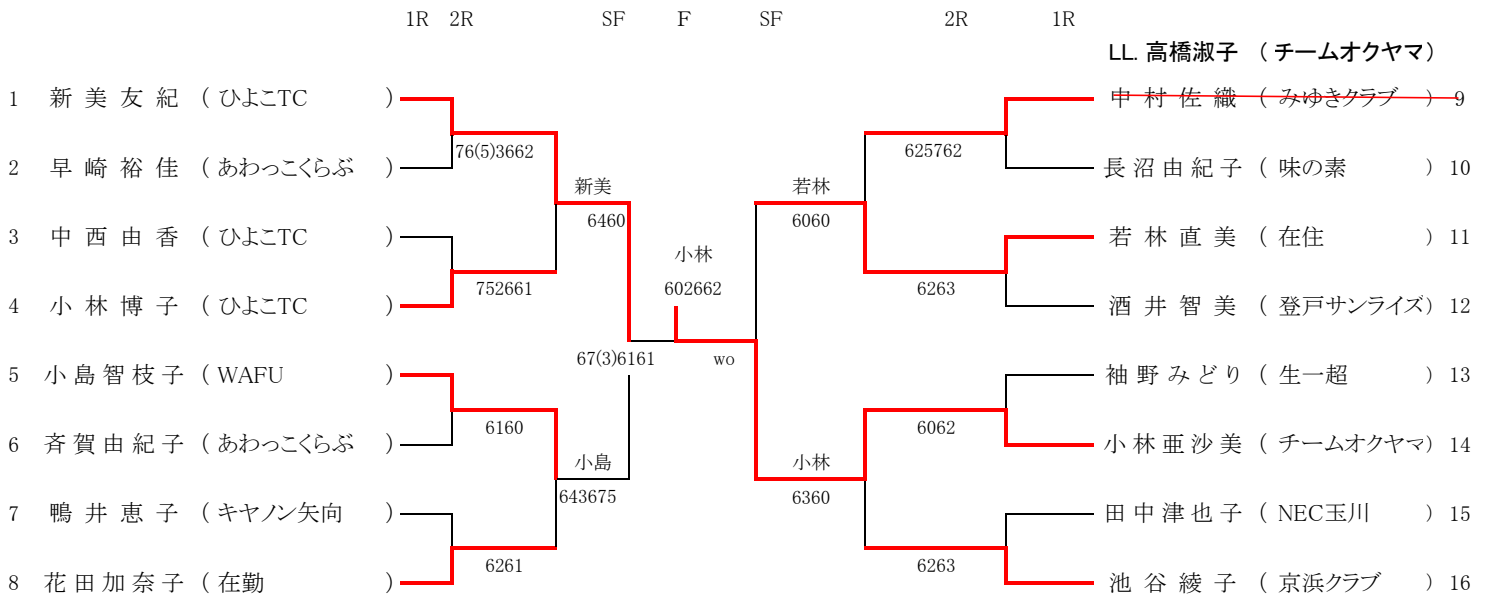 1R 2R SF F SF 2R 1R
LL. 高橋淑子 (チームオクヤマ)
1 新美友紀 (ひよこTC) 中村佐織 (みゆきクラブ) 9
76(5)3662 625762
2 早崎裕佳 (あわっこくらぶ) 長沼由紀子 (味の素) 10
新美 若林
6460 6060
3 中西由香 (ひよこTC) 若林直美 (在住) 11
小林
752661 602662 6263
4 小林博子 (ひよこTC) 酒井智美 (登戸サンライズ) 12
67(3)6161 wo
5 小島智枝子 (WAFU) 袖野みどり (生一超) 13
6160 6062
6 斉賀由紀子 (あわっこくらぶ) 小林亜沙美 (チームオクヤマ) 14
小島 小林
643675 6360
7 鴨井恵子 (キヤノン矢向) 田中津也子 (NEC玉川) 15
6261 6263
8 花田加奈子 (在勤) 池谷綾子 (京浜クラブ) 16